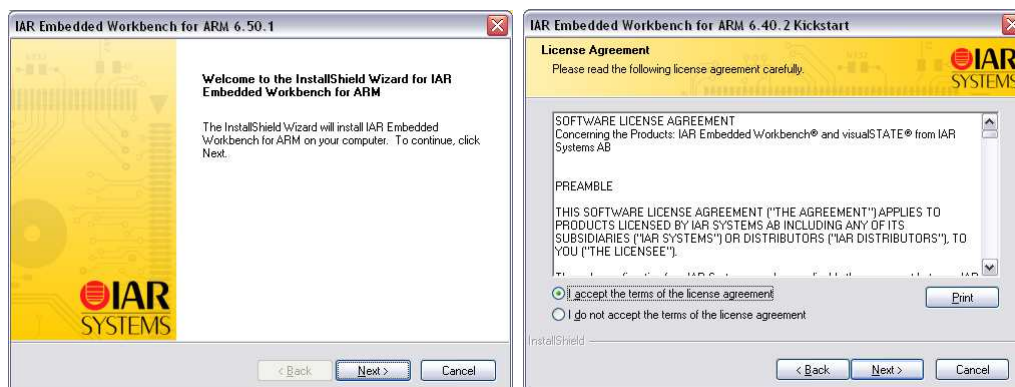 IAR Embedded Workbench for ARM 6.50.1
Welcome to the InstallShield Wizard for IAR
Embedded Workbench for ARM
The InstallShield Wizard will install IAR Embedded
Workbench for ARM on your computer. To continue, click
Next.
IAR
SYSTEMS
< Back
Next >
Cancel
IAR Embedded Workbench for ARM 6.40.2 Kickstart
License Agreement
Please read the following license agreement carefully.
IAR
SYSTEMS
SOFTWARE LICENSE AGREEMENT
Concerning the Products: IAR Embedded Workbench® and visualSTATE® from IAR
Systems AB
PREAMBLE
THIS SOFTWARE LICENSE AGREEMENT ("THE AGREEMENT") APPLIES TO
PRODUCTS LICENSED BY IAR SYSTEMS AB INCLUDING ANY OF ITS
SUBSIDIARIES ("IAR SYSTEMS") OR DISTRIBUTORS ("IAR DISTRIBUTORS"), TO
YOU ("THE LICENSEE").
I accept the terms of the license agreement
Print
I do not accept the terms of the license agreement
InstallShield
< Back
Next >
Cancel